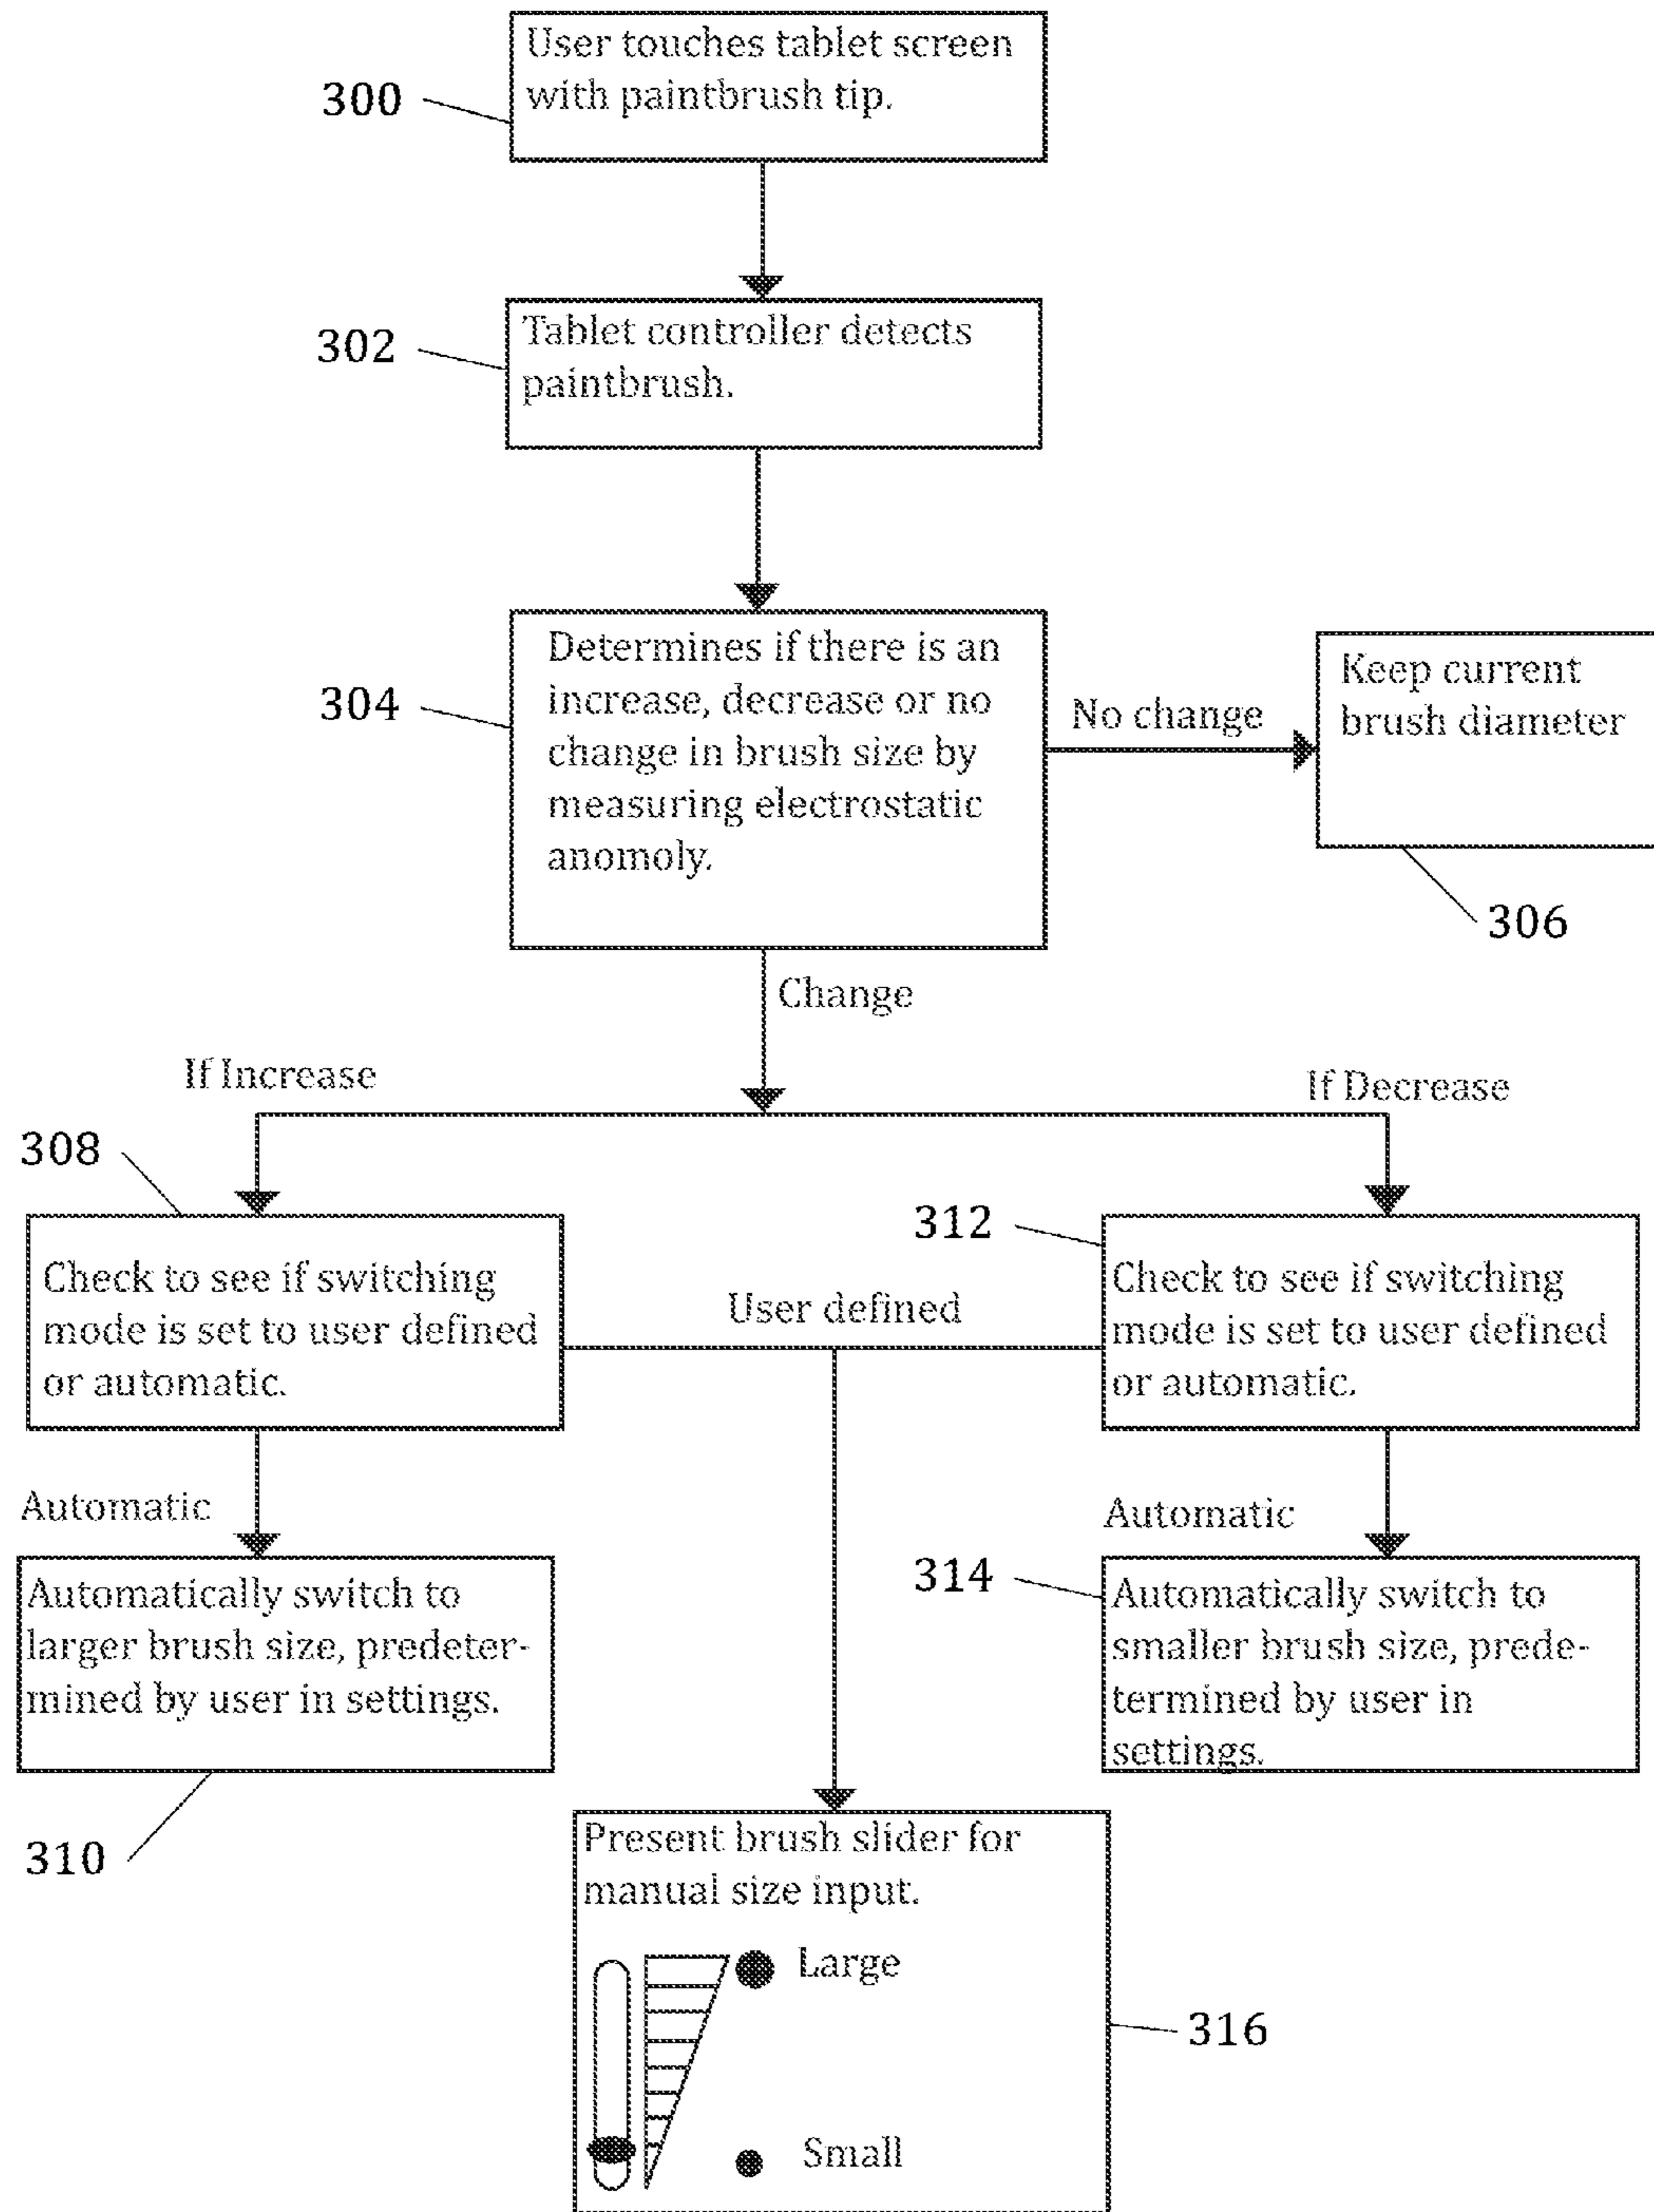 User touches tablet screen
with paintbrush tip.
300
Tablet controller detects
paintbrush.
302
Determines if there is an
increase, decrease or no
change in brush size by
measuring electrostatic
anomoly.
304
No change
Keep current
brush diameter
306
Change
If Increase
If Decrease
308
Check to see if switching
mode is set to user defined
or automatic.
User defined
312
Check to see if switching
mode is set to user defined
or automatic.
Automatic
Automatically switch to
larger brush size, predeter-
mined by user in settings.
310
Automatic
314
Automatically switch to
smaller brush size, prede-
termined by user in
settings.
Present brush slider for
manual size input.
Large
Small
316